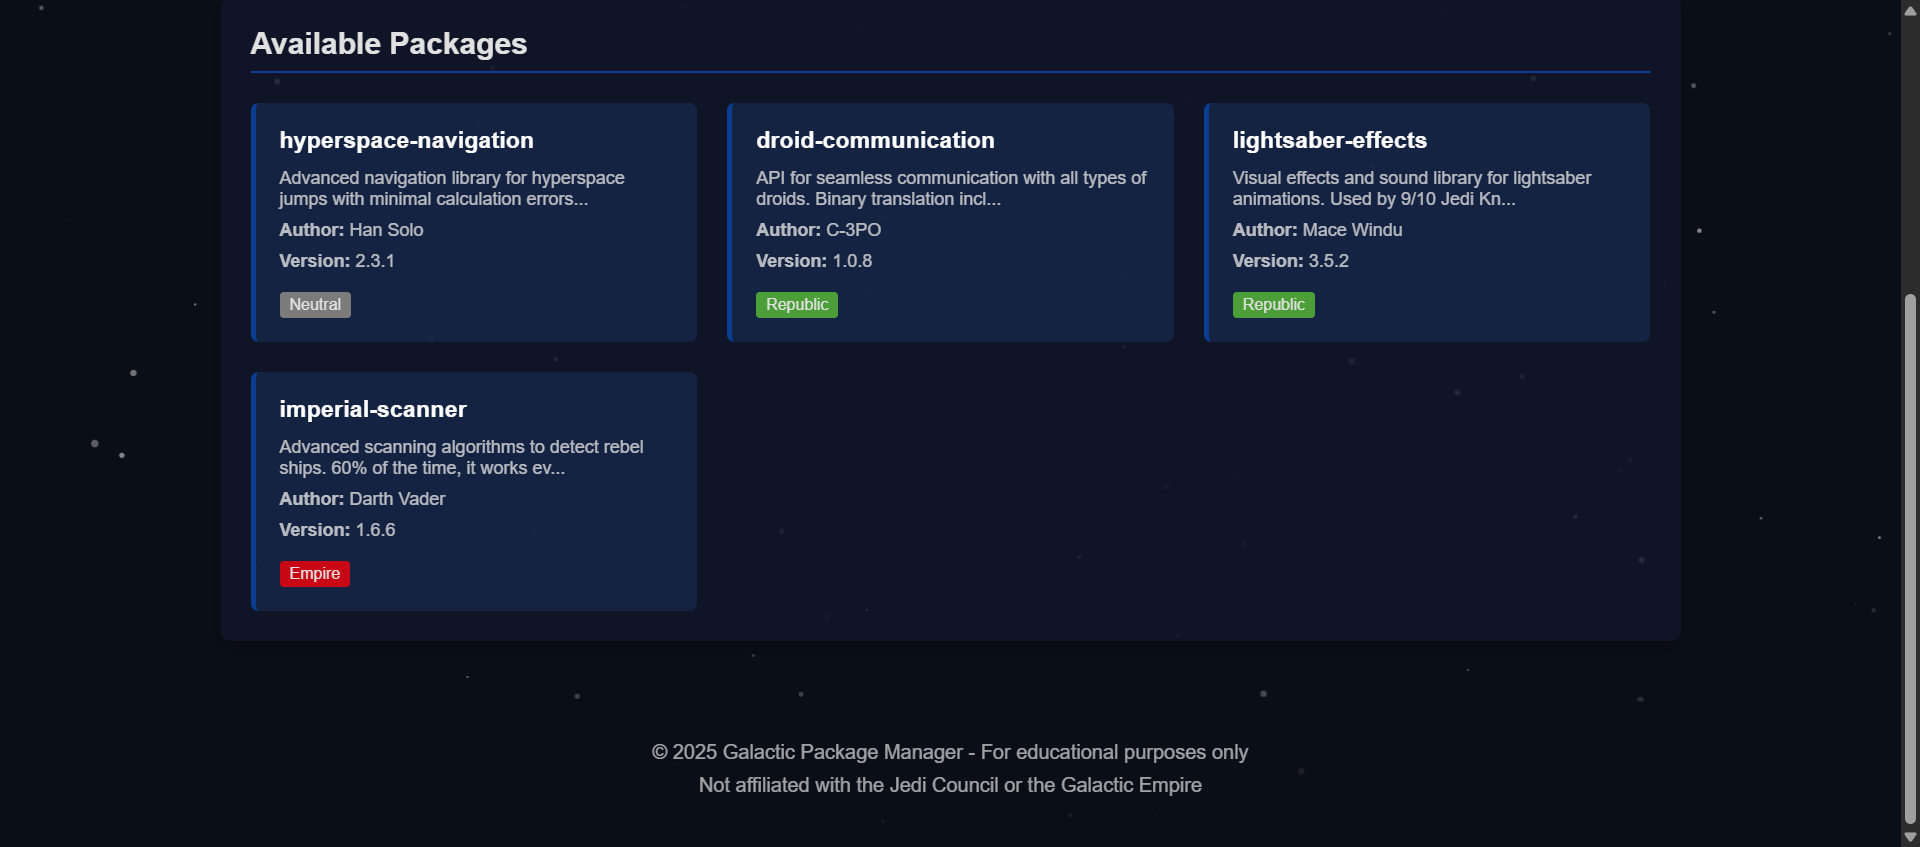 Available Packages
hyperspace-navigation
Advanced navigation library for hyperspace
jumps with minimal calculation errors...
Author: Han Solo
Version: 2.3.1
Neutral
droid-communication
API for seamless communication with all types of
droids. Binary translation incl...
Author: C-3PO
Version: 1.0.8
Republic
lightsaber-effects
Visual effects and sound library for lightsaber
animations. Used by 9/10 Jedi Kn...
Author: Mace Windu
Version: 3.5.2
Republic
imperial-scanner
Advanced scanning algorithms to detect rebel
ships. 60% of the time, it works ev...
Author: Darth Vader
Version: 1.6.6
Empire
© 2025 Galactic Package Manager - For educational purposes only
Not affiliated with the Jedi Council or the Galactic Empire